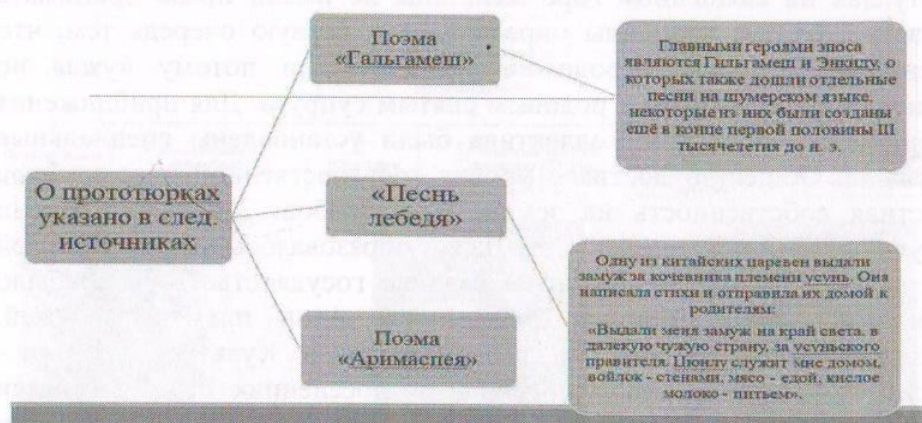 О прототюрках
указано в след.
источниках
Поэма
«Гальгамеш»
Главными героями эпоса
являются Гильгамеш и Энкиду, о
которых также дошли отдельные
песни на шумерском языке,
некоторые из них были созданы
ещё в конце первой половины III
тысячелетия до н. э.
«Песнь
лебедя»
Одну из китайских царевен выдали
замуж за кочевника племени усунь. Она
написала стихи и отправила их домой к
родителям:
«Выдали меня замуж на край света, в
далекую чужую страну, за усуньского
правителя. Цюнлу служит мне домом,
войлок - стенами, мясо - едой, кислое
молоко - питьем».
Поэма
«Аримаспея»